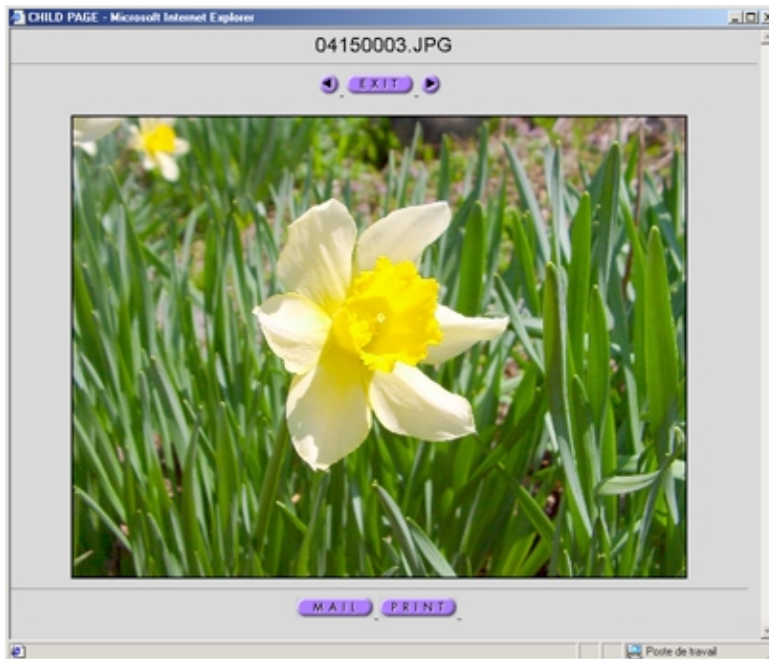 CHILD PAGE - Microsoft Internet Explorer
04150003.JPG
EXIT
MAIL PRINT
Poste de travail